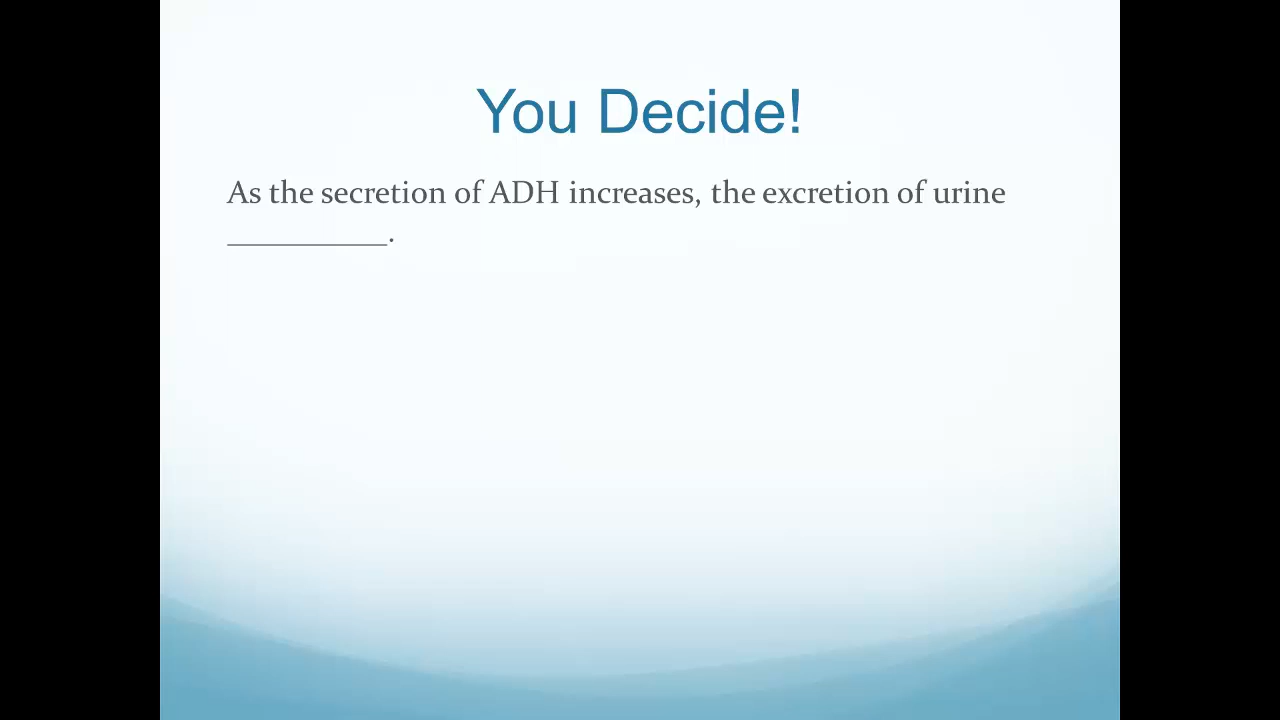 You Decide!
As the secretion of ADH increases, the excretion of urine
__________.